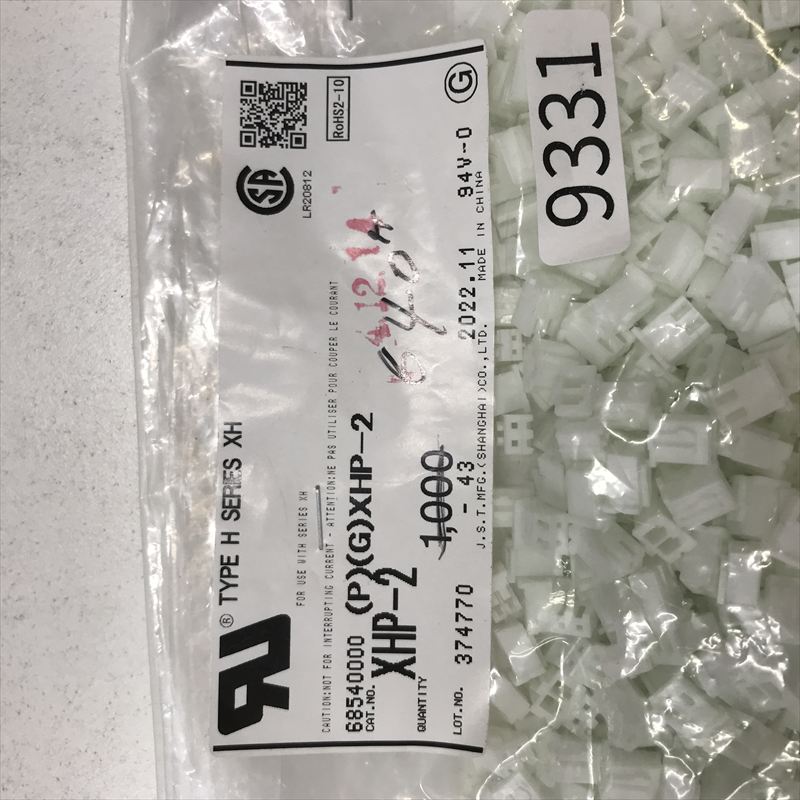 9331
RoHS2-10
G
LR20812
94V-0
® TYPE H SERIES XH
FOR USE WITH SERIES XH
CAUTION:NOT FOR INTERRUPTING CURRENT - ATTENTION:NE PAS UTILISER POUR COUPER LE COURANT
68540000 (P)(G)XHP-2
CAT.NO. XHP-2
QUANTITY 1,000
LOT.NO. 374770 - 43 2022.11
J.S.T.MFG.(SHANGHAI)CO.,LTD. MADE IN CHINA